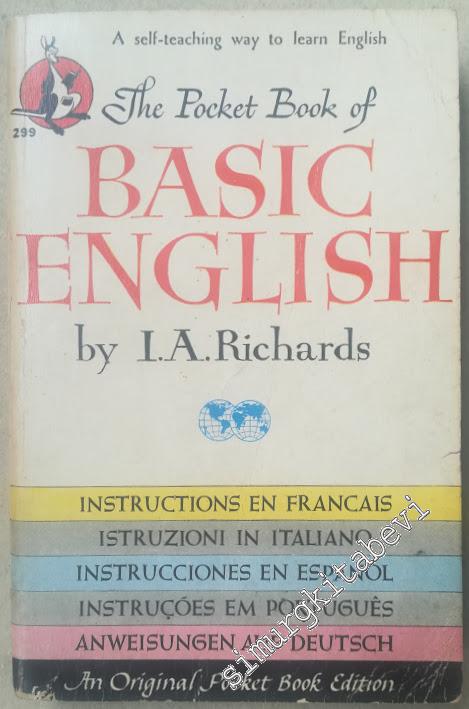 A self-teaching way to learn English
299
The Pocket Book of
BASIC
ENGLISH
by I.A.Richards
INSTRUCTIONS EN FRANCAIS
ISTRUZIONI IN ITALIANO
INSTRUCCIONES EN ESPAÑOL
INSTRUÇÓES EM PORTUGUÊS
ANWEISUNGEN AUF DEUTSCH
An Original Pocket Book Edition
simurgkitabevi